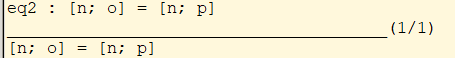 eq2 : [n; o] = [n; p]
(1/1)
[n; o] = [n; p]